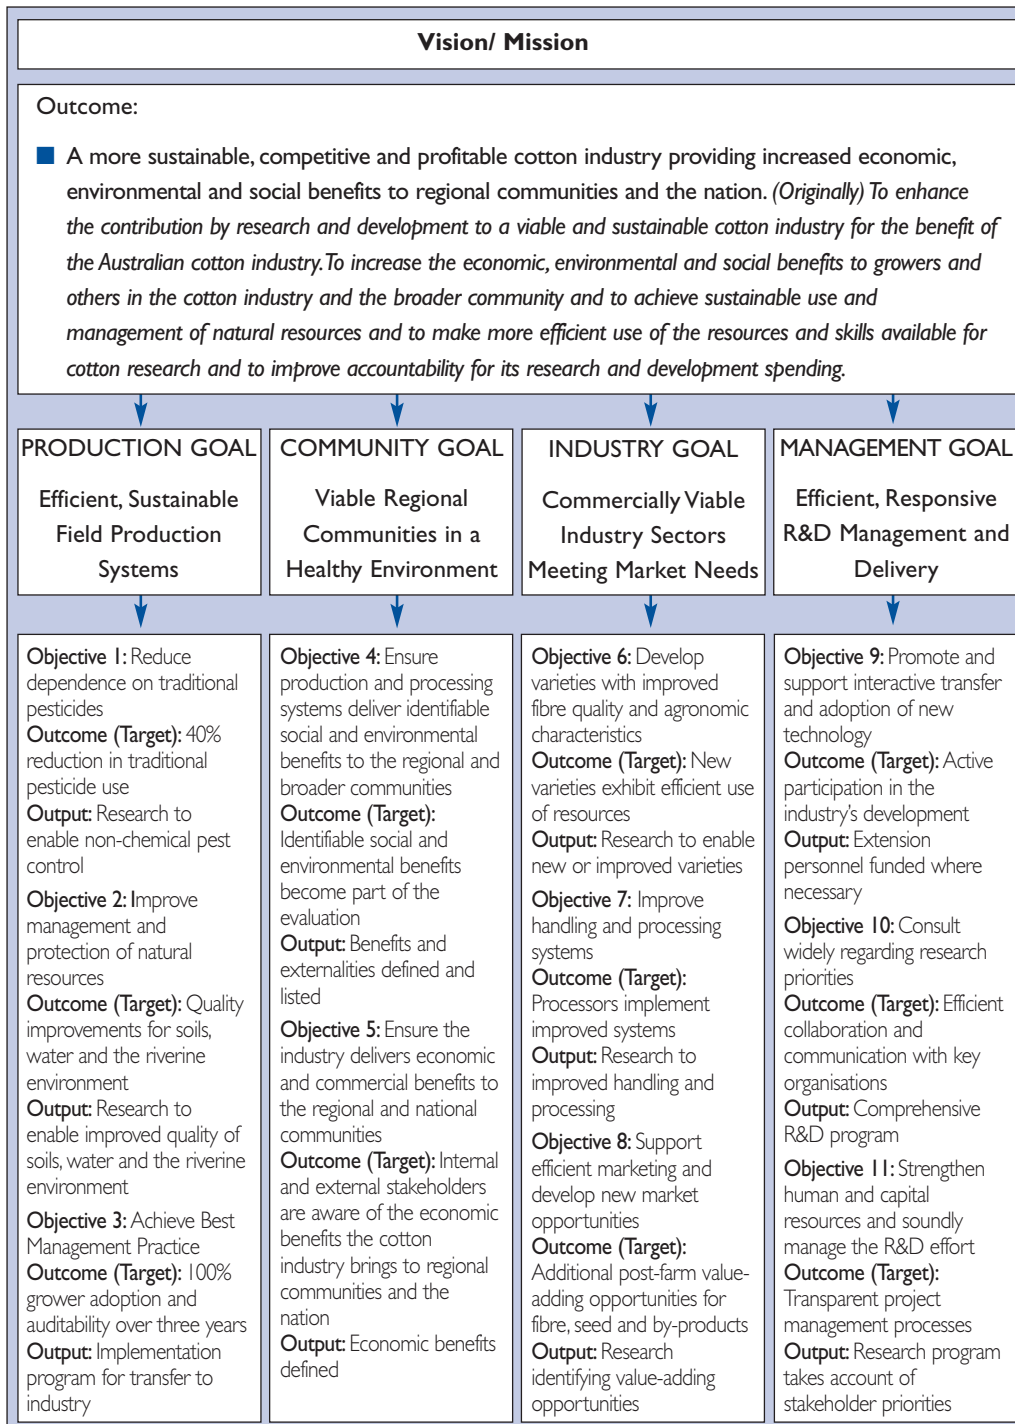 Vision/ Mission
Outcome:
■ A more sustainable, competitive and profitable cotton industry providing increased economic,
environmental and social benefits to regional communities and the nation. (Originally) To enhance
the contribution by research and development to a viable and sustainable cotton industry for the benefit of
the Australian cotton industry. To increase the economic, environmental and social benefits to growers and
others in the cotton industry and the broader community and to achieve sustainable use and
management of natural resources and to make more efficient use of the resources and skills available for
cotton research and to improve accountability for its research and development spending.
PRODUCTION GOAL
Efficient, Sustainable
Field Production
Systems
COMMUNITY GOAL
Viable Regional
Communities in a
Healthy Environment
INDUSTRY GOAL
Commercially Viable
Industry Sectors
Meeting Market Needs
MANAGEMENT GOAL
Efficient, Responsive
R&D Management and
Delivery
Objective 1: Reduce
dependence on traditional
pesticides
Outcome (Target): 40%
reduction in traditional
pesticide use
Output: Research to
enable non-chemical pest
control
Objective 2: Improve
management and
protection of natural
resources
Outcome (Target): Quality
improvements for soils,
water and the riverine
environment
Output: Research to
enable improved quality of
soils, water and the riverine
environment
Objective 3: Achieve Best
Management Practice
Outcome (Target): 100%
grower adoption and
auditability over three years
Output: Implementation
program for transfer to
industry
Objective 4: Ensure
production and processing
systems deliver identifiable
social and environmental
benefits to the regional and
broader communities
Outcome (Target):
Identifiable social and
environmental benefits
become part of the
evaluation
Output: Benefits and
externalities defined and
listed
Objective 5: Ensure the
industry delivers economic
and commercial benefits to
the regional and national
communities
Outcome (Target): Internal
and external stakeholders
are aware of the economic
benefits the cotton
industry brings to regional
communities and the
nation
Output: Economic benefits
defined
Objective 6: Develop
varieties with improved
fibre quality and agronomic
characteristics
Outcome (Target): New
varieties exhibit efficient use
of resources
Output: Research to enable
new or improved varieties
Objective 7: Improve
handling and processing
systems
Outcome (Target):
Processors implement
improved systems
Output: Research to
improved handling and
processing
Objective 8: Support
efficient marketing and
develop new market
opportunities
Outcome (Target):
Additional post-farm value-
adding opportunities for
fibre, seed and by-products
Output: Research
identifying value-adding
opportunities
Objective 9: Promote and
support interactive transfer
and adoption of new
technology
Outcome (Target): Active
participation in the
industry's development
Output: Extension
personnel funded where
necessary
Objective 10: Consult
widely regarding research
priorities
Outcome (Target): Efficient
collaboration and
communication with key
organisations
Output: Comprehensive
R&D program
Objective 11: Strengthen
human and capital
resources and soundly
manage the R&D effort
Outcome (Target):
Transparent project
management processes
Output: Research program
takes account of
stakeholder priorities